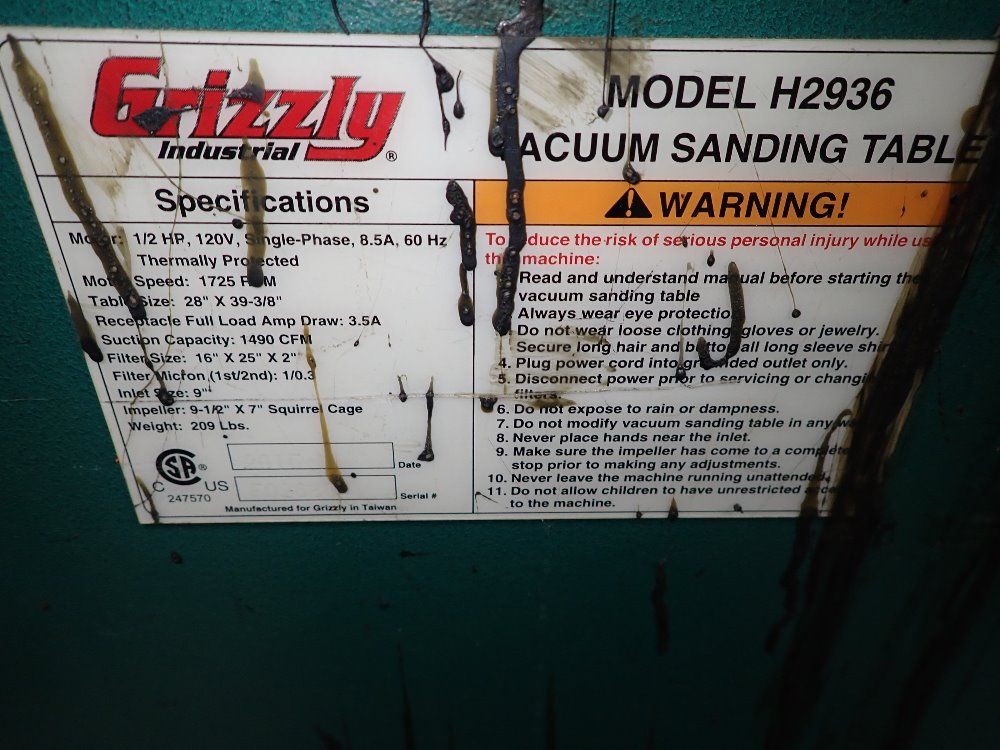 Grizzly
Industrial ®
MODEL H2936
VACUUM SANDING TABLE
Specifications
Motor: 1/2 HP, 120V, Single-Phase, 8.5A, 60 Hz
Thermally Protected
Motor Speed: 1725 RPM
Table Size: 28" X 39-3/8"
Receptacle Full Load Amp Draw: 3.5A
Suction Capacity: 1490 CFM
Filter Size: 16" X 25" X 2"
Filter Micron (1st/2nd): 1/0.3
Inlet Size: 9"
Impeller: 9-1/2" X 7" Squirrel Cage
Weight: 209 Lbs.
C SA ® US
247570
Date
Serial #
Manufactured for Grizzly in Taiwan
WARNING!
To reduce the risk of serious personal injury while
the machine:
Read and understand manual before starting the
vacuum sanding table
Always wear eye protection
Do not wear loose clothing, gloves or jewelry.
Secure long hair and button all long sleeve
4. Plug power cord into grounded outlet only.
5. Disconnect power prior to servicing or
filters.
6. Do not expose to rain or dampness.
7. Do not modify vacuum sanding table in any
8. Never place hands near the inlet.
9. Make sure the impeller has come to a complete
stop prior to making any adjustments.
10. Never leave the machine running unattended.
11. Do not allow children to have unrestricted
to the machine.